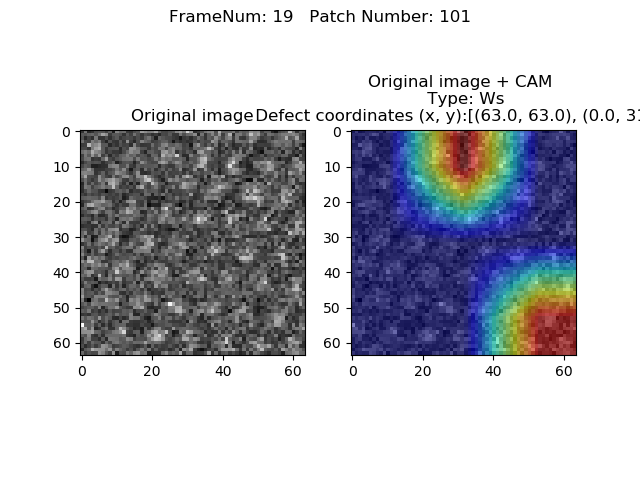 FrameNum: 19   Patch Number: 101
Original image + CAM
Type: Ws
Original image
Defect coordinates (x, y):[(63.0, 63.0), (0.0, 31
0
10
20
30
40
50
60
0 20 40 60
0
10
20
30
40
50
60
0 20 40 60